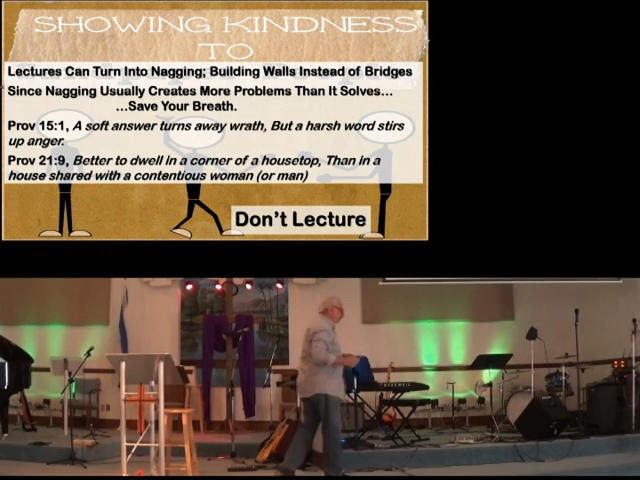 SHOWING KINDNESS
TO
Lectures Can Turn Into Nagging; Building Walls Instead of Bridges
Since Nagging Usually Creates More Problems Than It Solves…
…Save Your Breath.
Prov 15:1, A soft answer turns away wrath, But a harsh word stirs
up anger.
Prov 21:9, Better to dwell in a corner of a housetop, Than in a
house shared with a contentious woman (or man)
Don't Lecture